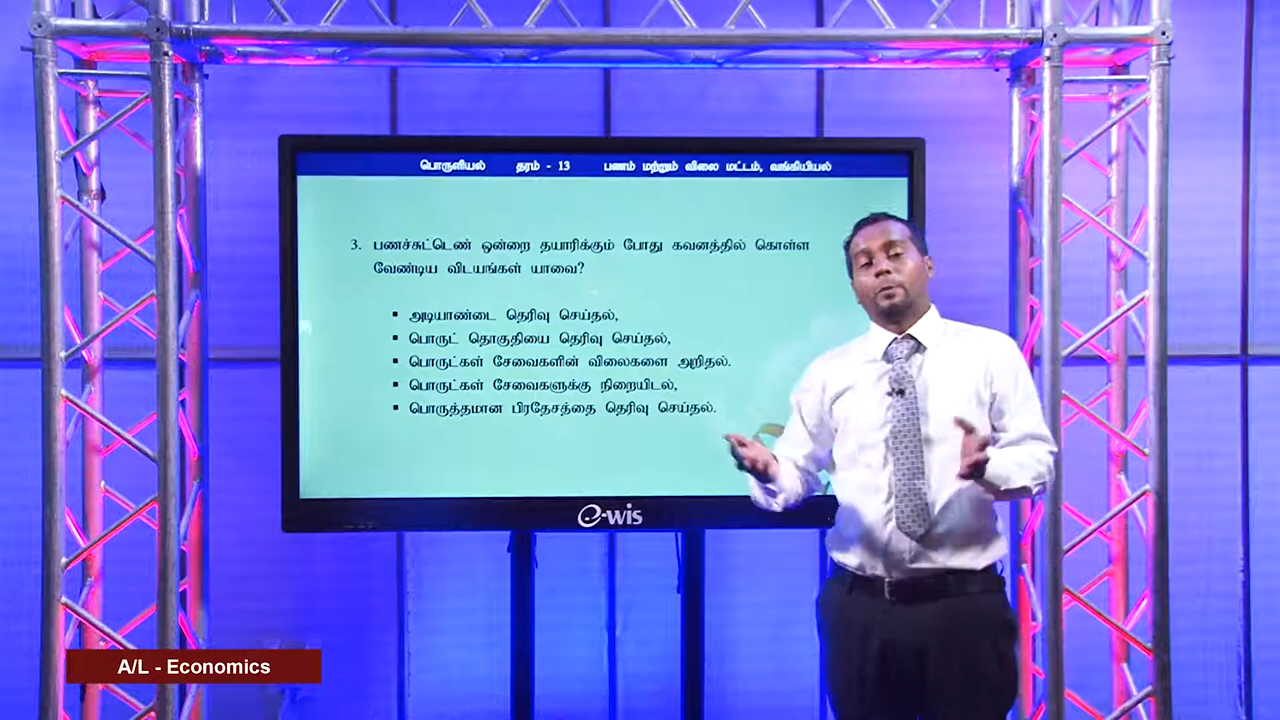 பொருளியல் தரம் - 13 பணம் மற்றும் விலை மட்டம், வங்கியியல்
3. பணச்சுட்டெண் ஒன்றை தயாரிக்கும் போது கவனத்தில் கொள்ள
வேண்டிய விடயங்கள் யாவை?
▪ அடியாண்டை தெரிவு செய்தல்,
▪ பொருட் தொகுதியை தெரிவு செய்தல்,
▪ பொருட்கள் சேவைகளின் விலைகளை அறிதல்.
▪ பொருட்கள் சேவைகளுக்கு நிறையிடல்,
▪ பொருத்தமான பிரதேசத்தை தெரிவு செய்தல்.
e-wis
A/L - Economics